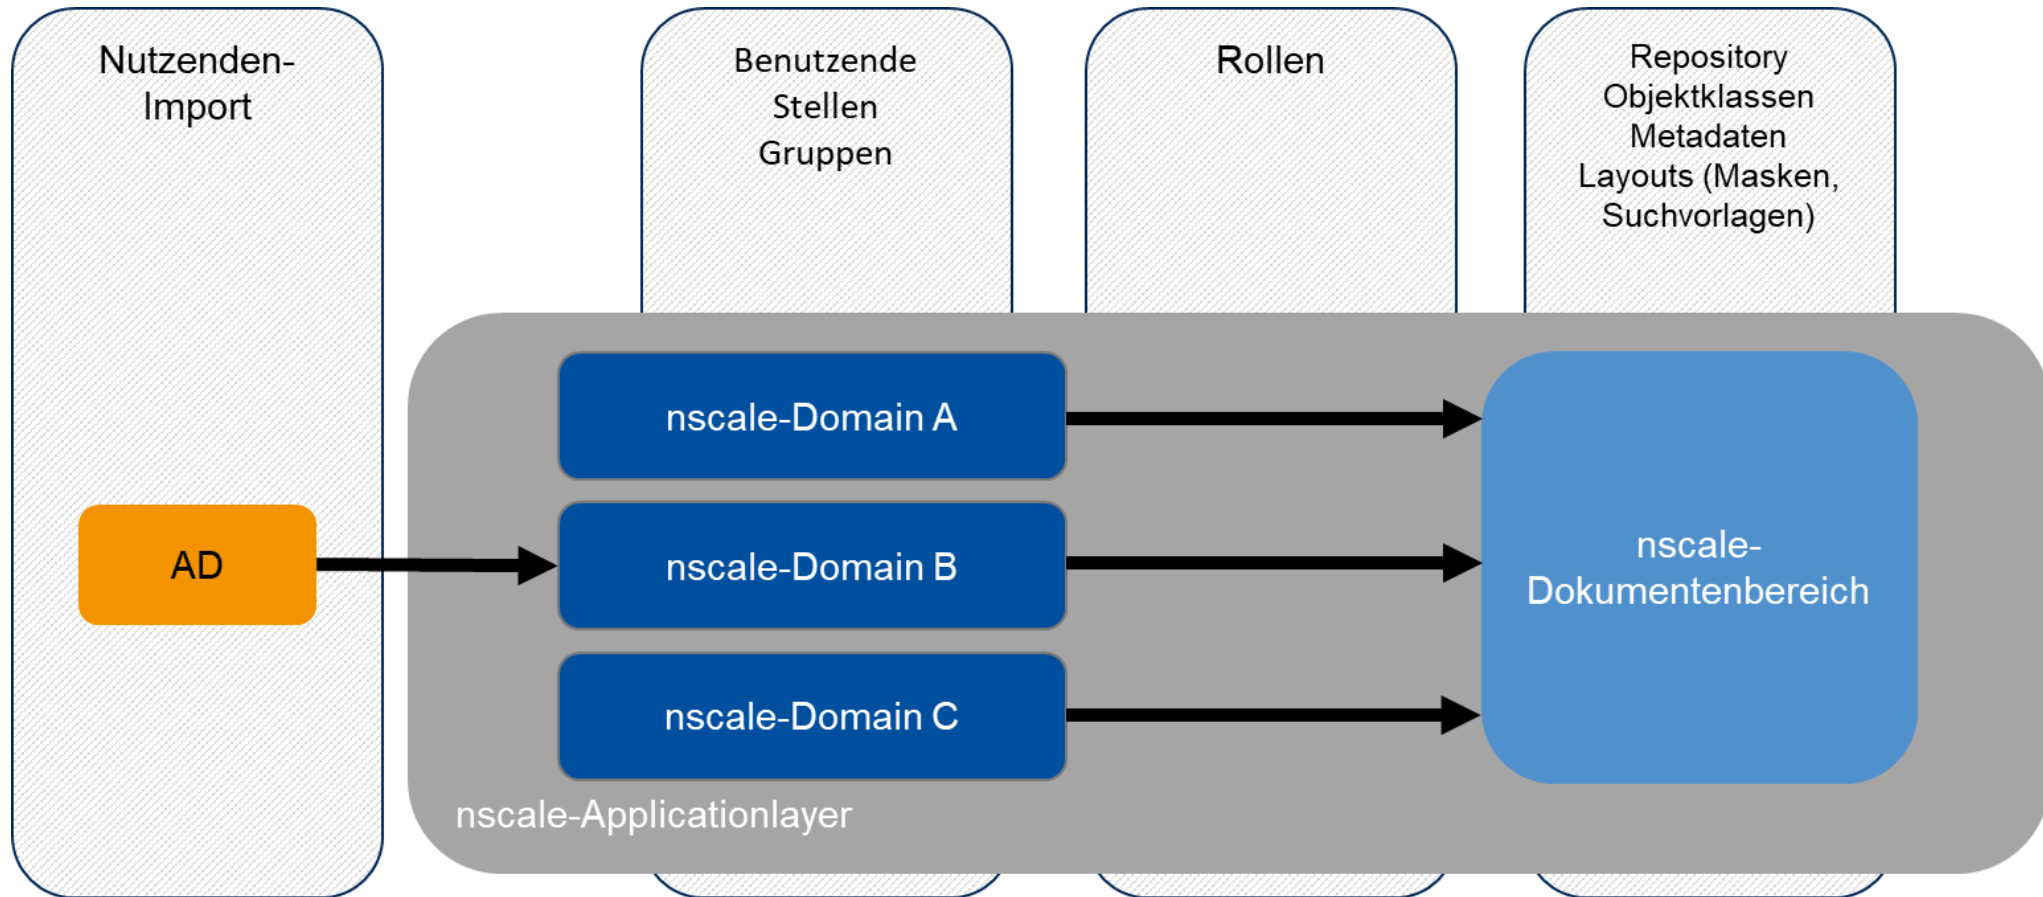 Nutzenden-
Import
Benutzende
Stellen
Gruppen
Rollen
Repository
Objektklassen
Metadaten
Layouts (Masken,
Suchvorlagen)
nscale-Domain A
AD
nscale-Domain B
nscale-
Dokumentenbereich
nscale-Domain C
nscale-Applicationlayer